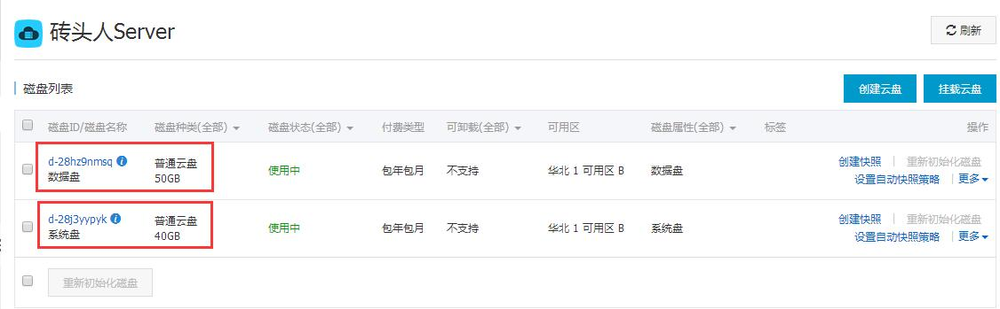 砖头人Server
刷新
磁盘列表
创建云盘 挂载云盘
磁盘ID/磁盘名称 磁盘种类(全部) 磁盘状态(全部) 付费类型 可卸载(全部) 可用区 磁盘属性(全部) 标签 操作
d-28hz9nmsq 普通云盘 使用中 包年包月 不支持 华北 1 可用区 B 数据盘 创建快照 | 重新初始化磁盘
数据盘 50GB 设置自动快照策略 | 更多
d-28j3yypyk 普通云盘 使用中 包年包月 不支持 华北 1 可用区 B 系统盘 创建快照 | 重新初始化磁盘
系统盘 40GB 设置自动快照策略 | 更多
重新初始化磁盘